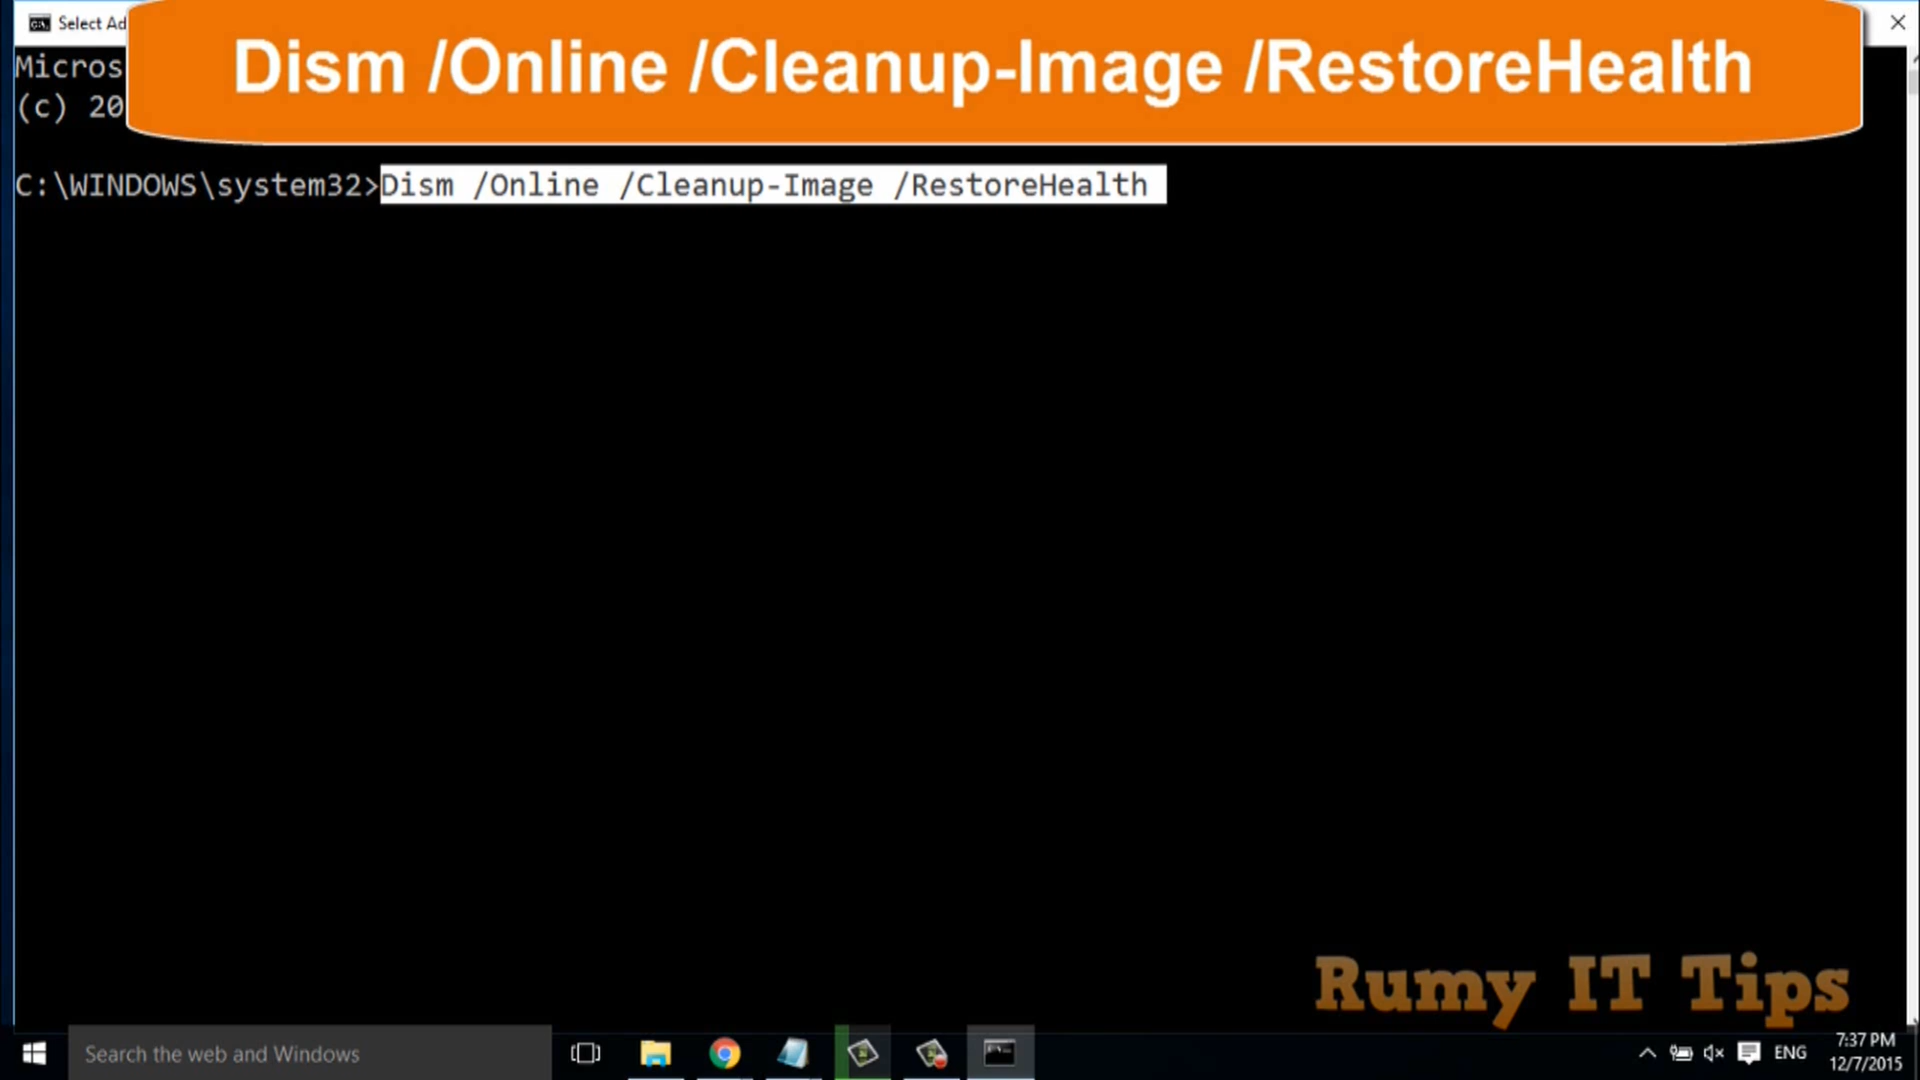 Select Ad
Dism /Online /Cleanup-Image /RestoreHealth
Micros
(c) 20
C:\WINDOWS\system32>Dism /Online /Cleanup-Image /RestoreHealth
Rumy IT Tips
Search the web and Windows
ENG
7:37 PM
12/7/2015